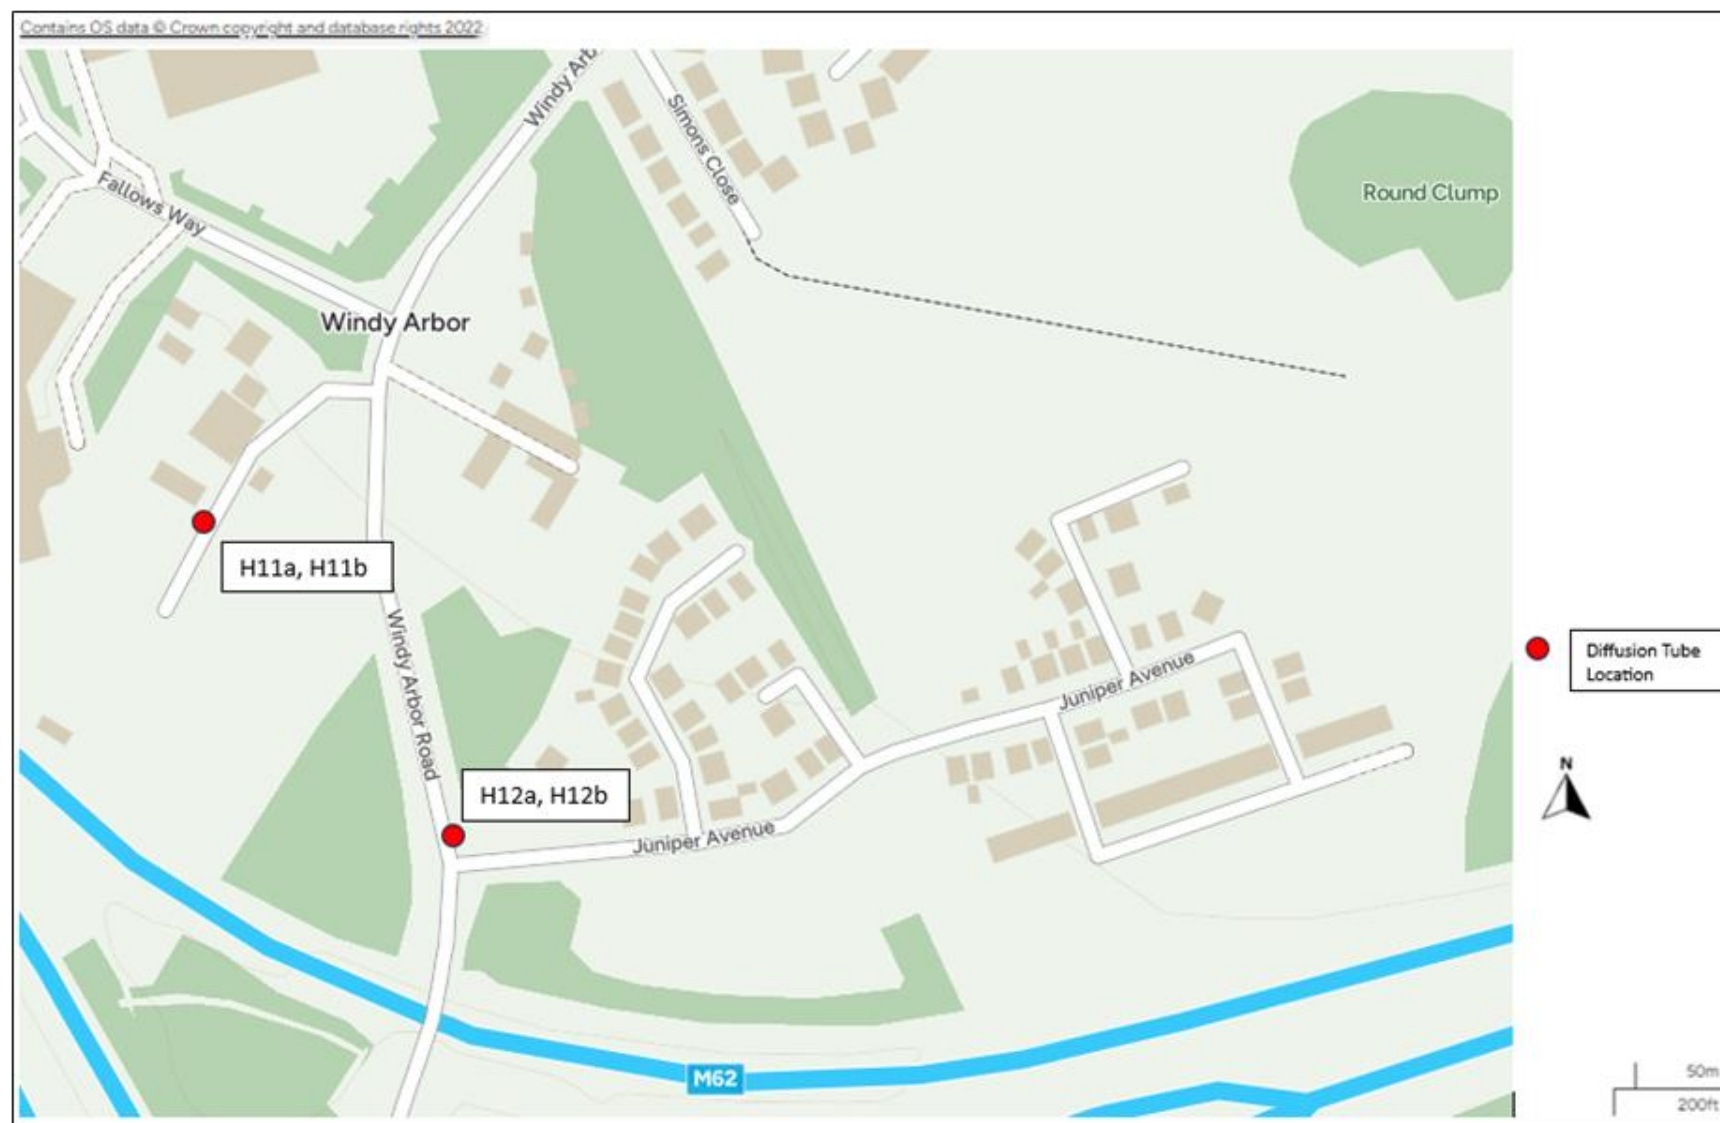 Contains OS data © Crown copyright and database rights 2022
Windy Arb
Simons Close
Round Clump
Fallows Way
Windy Arbor
H11a, H11b
Windy Arbor Road
Juniper Avenue
Diffusion Tube
Location
N
H12a, H12b
Juniper Avenue
M62
50m
200ft